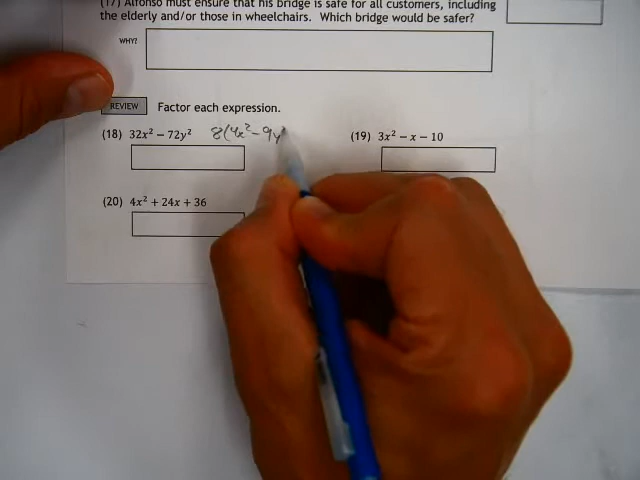 (17) Alfonso must ensure that his bridge is safe for all customers, including
the elderly and/or those in wheelchairs. Which bridge would be safer?
WHY?
REVIEW Factor each expression.
(18) 32x² – 72y² 8(4x² – 9y²
(19) 3x² – x – 10
(20) 4x² + 24x + 36